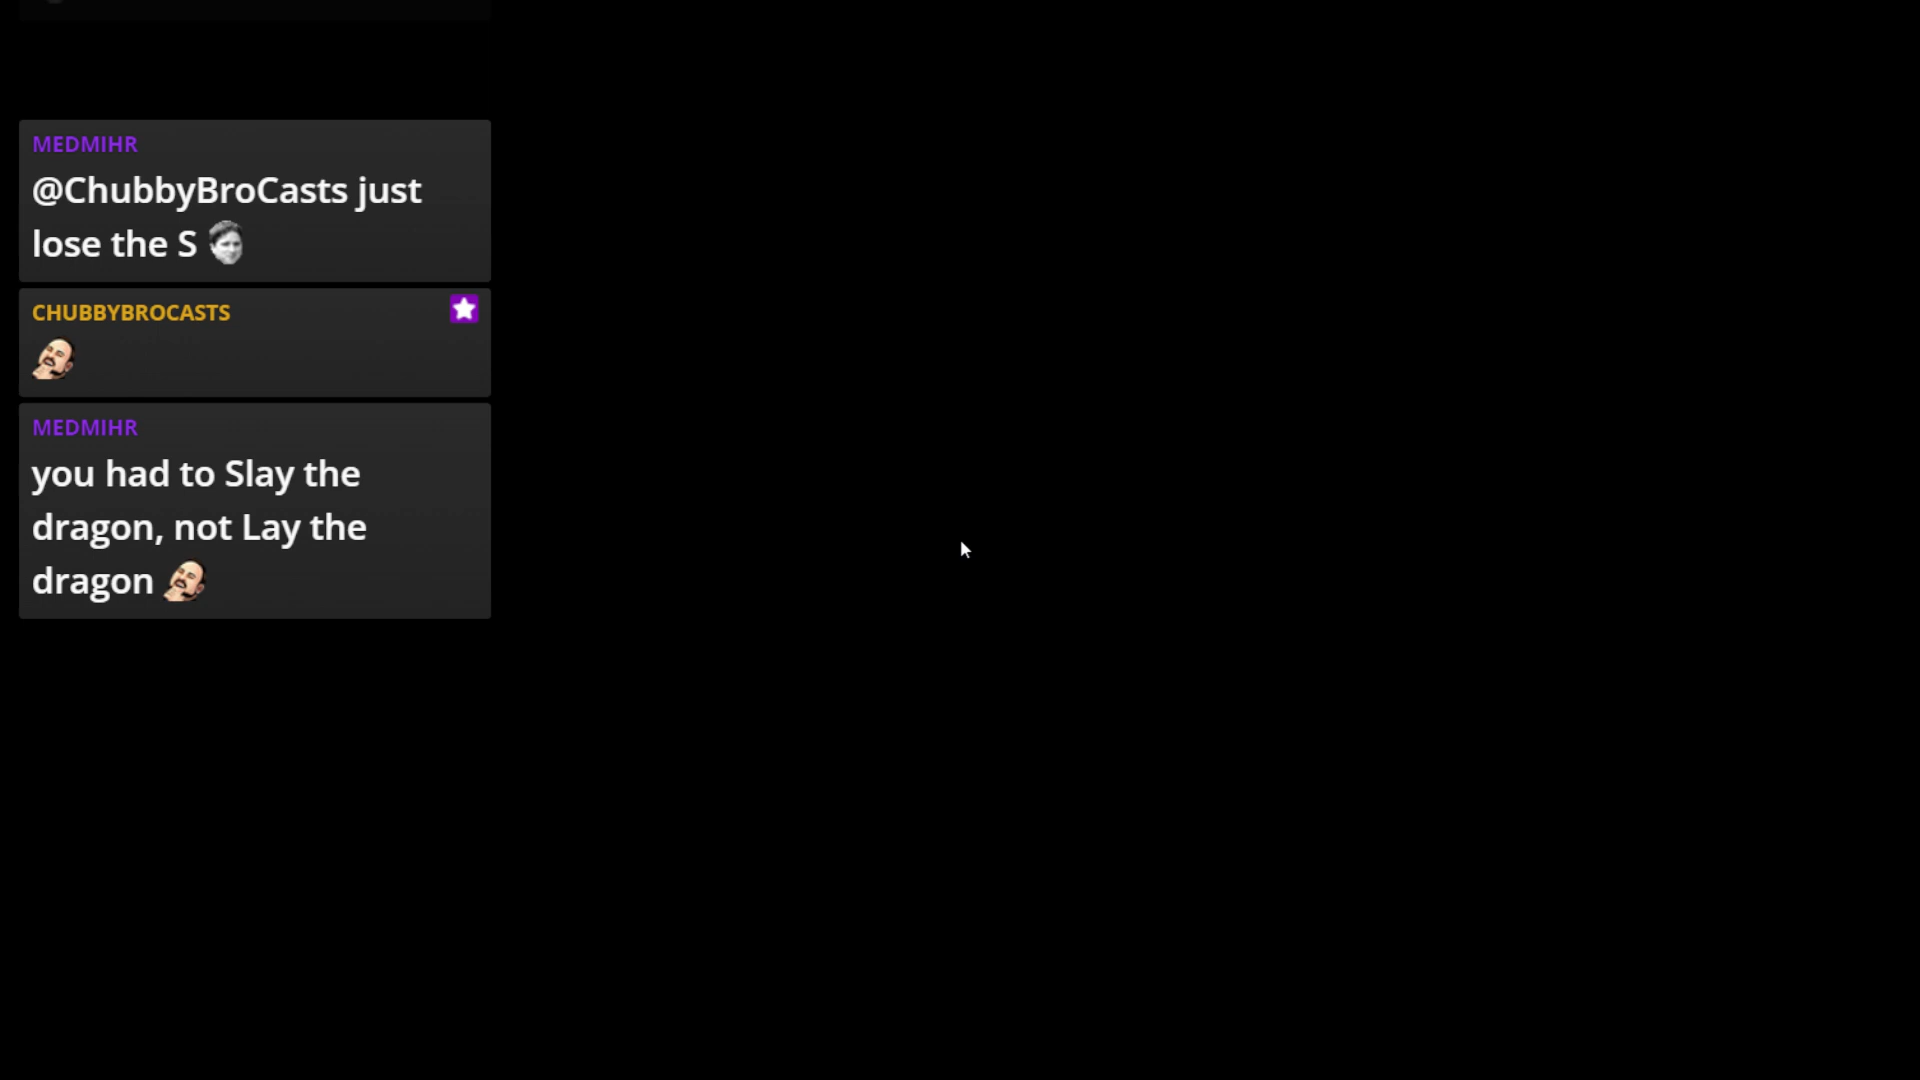 MEDMIHR
@ChubbyBroCasts just
lose the S
CHUBBYBROCASTS
MEDMIHR
you had to Slay the
dragon, not Lay the
dragon